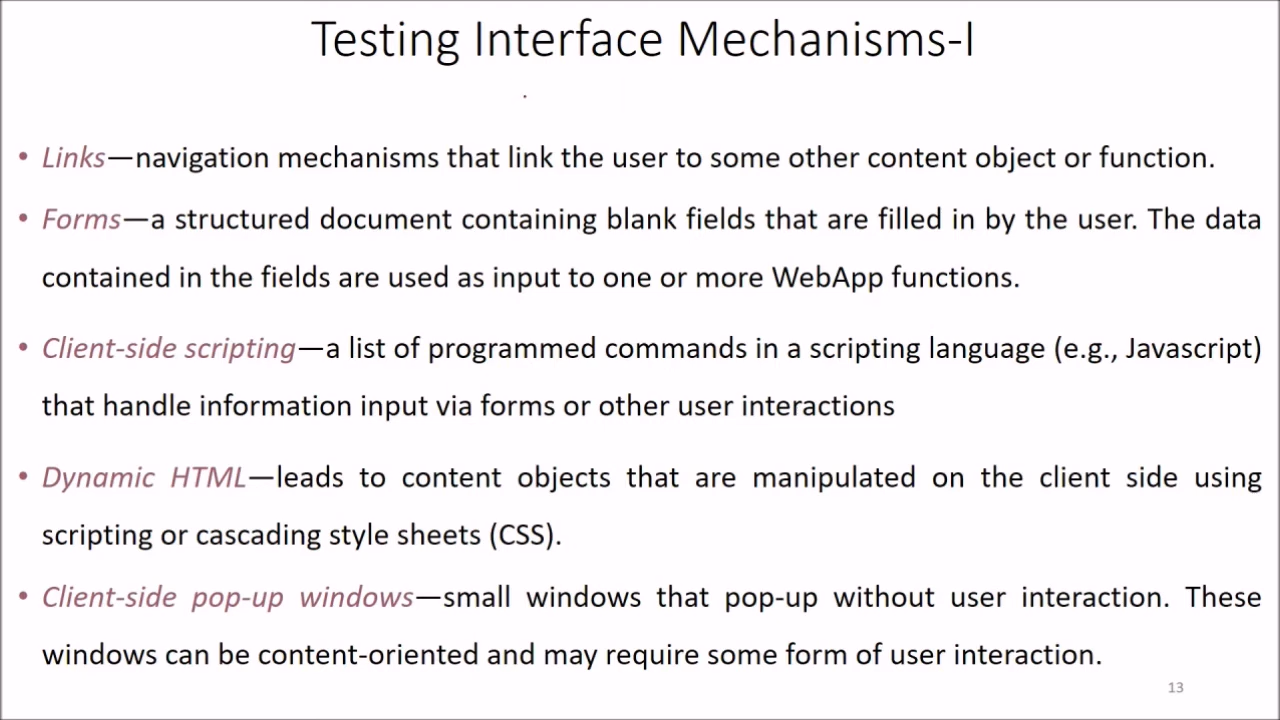 Testing Interface Mechanisms-I
• Links—navigation mechanisms that link the user to some other content object or function.
• Forms—a structured document containing blank fields that are filled in by the user. The data
contained in the fields are used as input to one or more WebApp functions.
• Client-side scripting—a list of programmed commands in a scripting language (e.g., Javascript)
that handle information input via forms or other user interactions
• Dynamic HTML—leads to content objects that are manipulated on the client side using
scripting or cascading style sheets (CSS).
• Client-side pop-up windows—small windows that pop-up without user interaction. These
windows can be content-oriented and may require some form of user interaction.
13